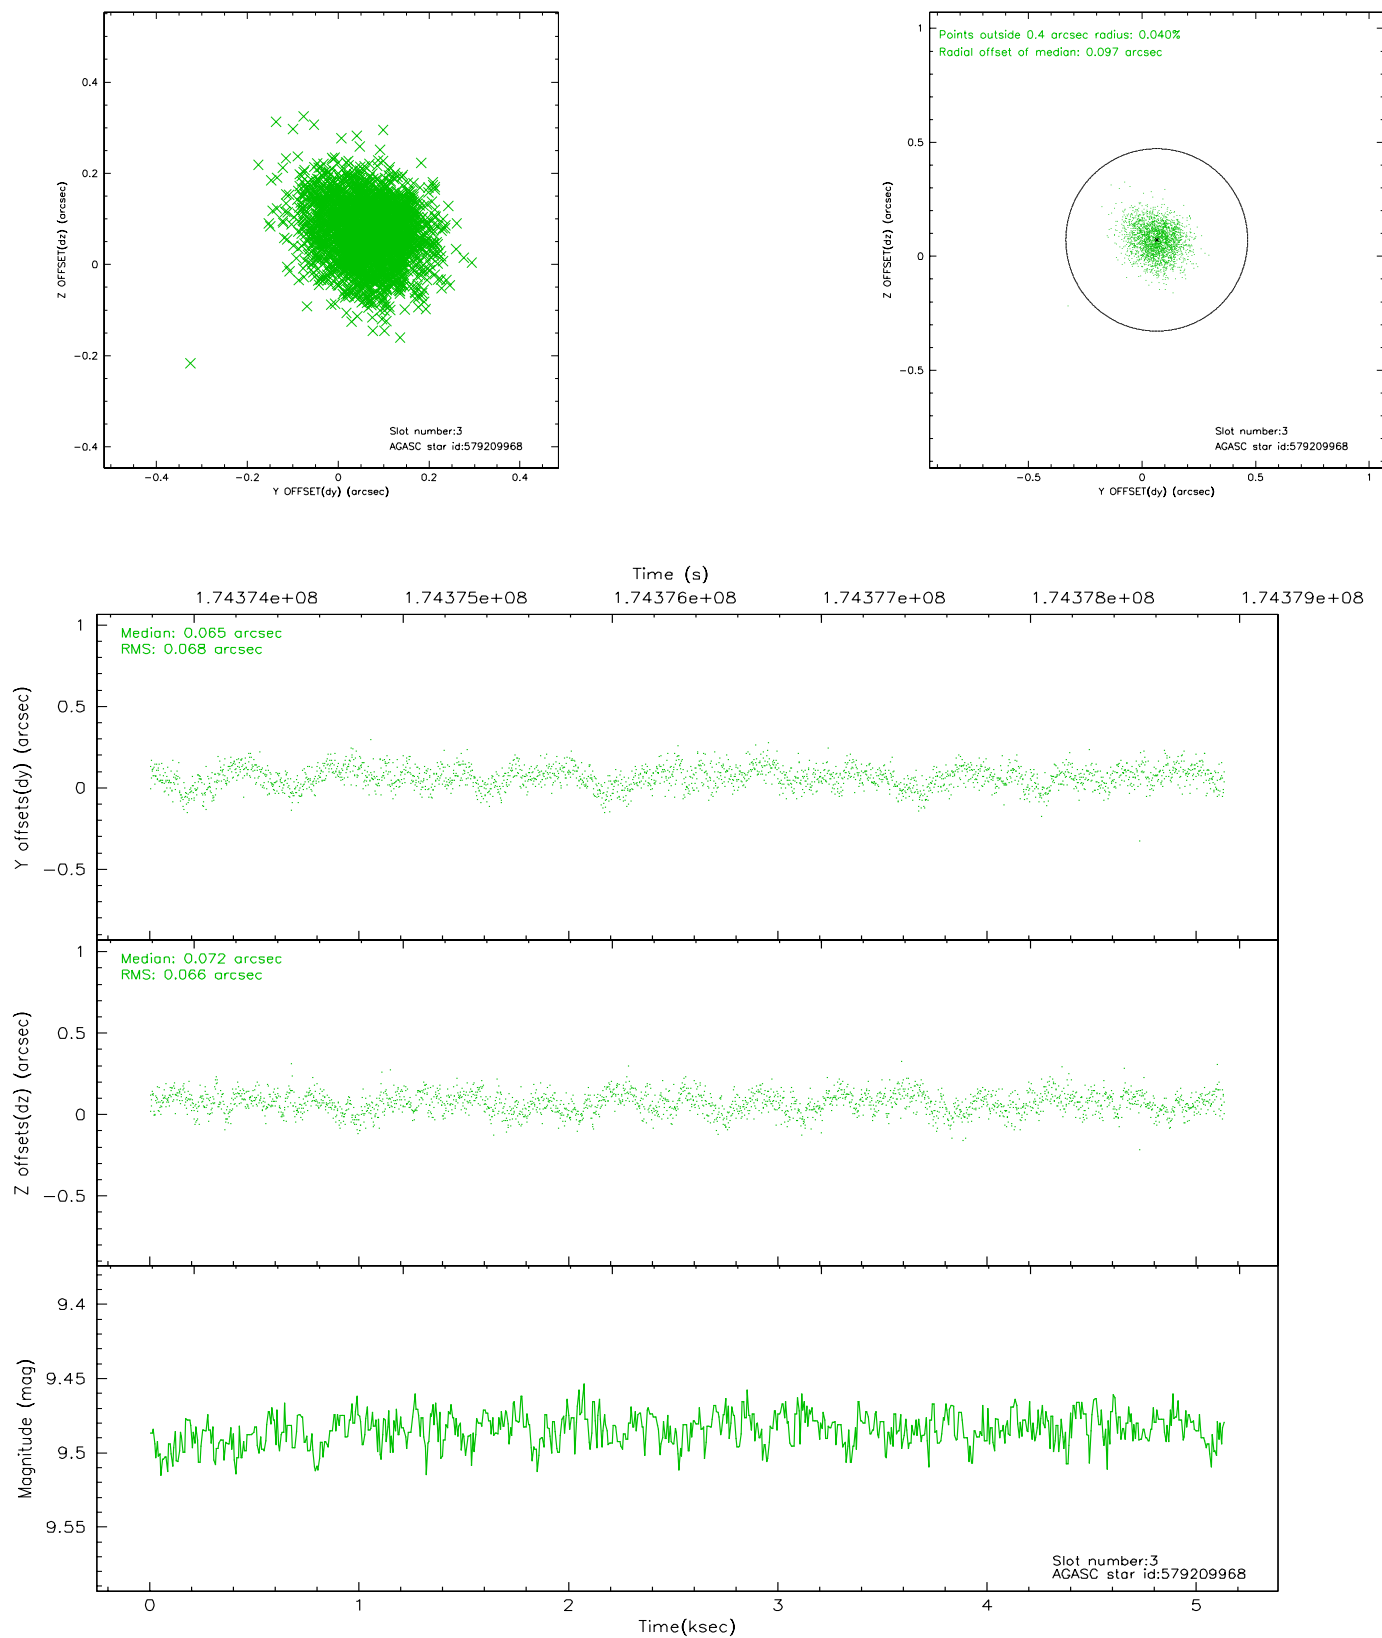 0.4
0.2
0
−0.2
−0.4
Z OFFSET(dz) (arcsec)
−0.4 −0.2 0 0.2 0.4
Y OFFSET(dy) (arcsec)
Slot number:3
AGASC star id:579209968
Points outside 0.4 arcsec radius: 0.040%
Radial offset of median: 0.097 arcsec
1
0.5
0
−0.5
Z OFFSET(dz) (arcsec)
−0.5 0 0.5 1
Y OFFSET(dy) (arcsec)
Slot number:3
AGASC star id:579209968
Time (s)
1.74374e+08 1.74375e+08 1.74376e+08 1.74377e+08 1.74378e+08 1.74379e+08
Median: 0.065 arcsec
RMS: 0.068 arcsec
1
0.5
0
−0.5
Y offsets(dy) (arcsec)
Median: 0.072 arcsec
RMS: 0.066 arcsec
1
0.5
0
−0.5
Z offsets(dz) (arcsec)
9.4
9.45
9.5
9.55
Magnitude (mag)
Slot number:3
AGASC star id:579209968
0 1 2 3 4 5
Time(ksec)